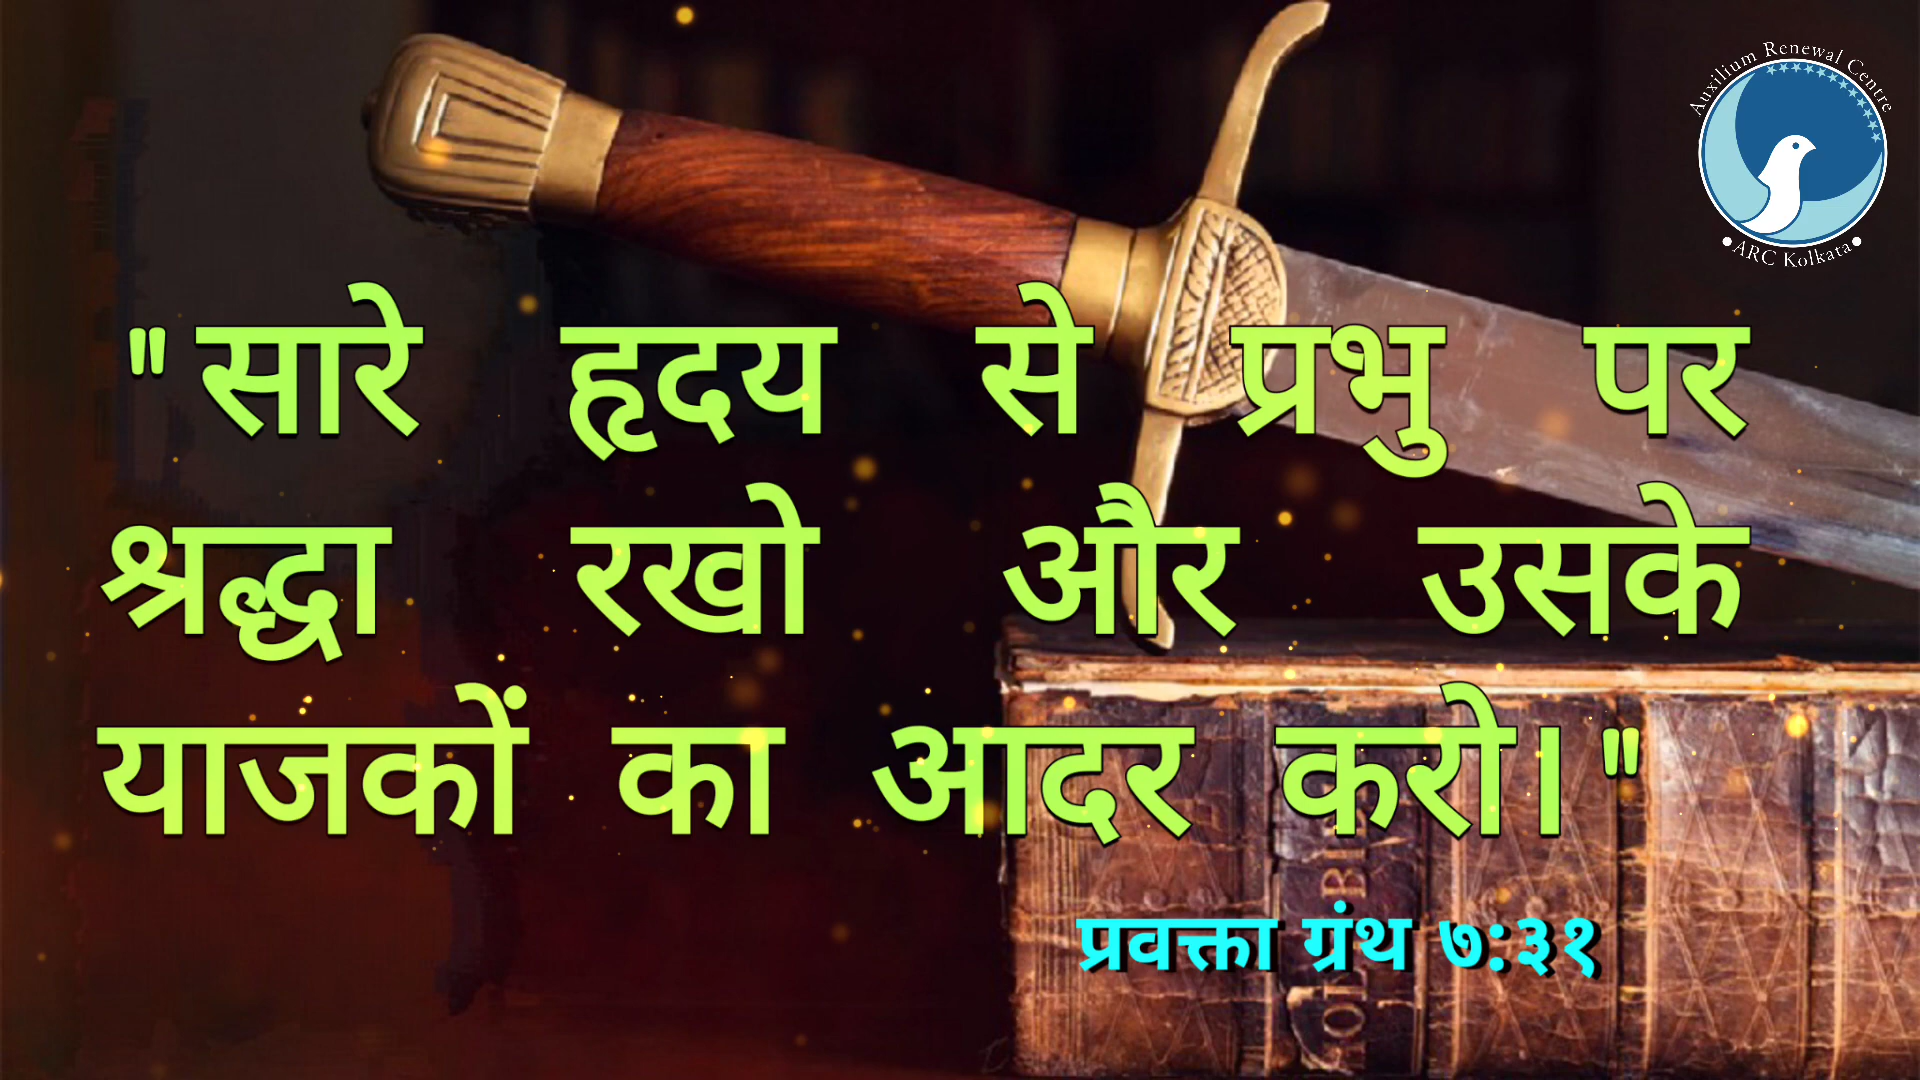 Auxilium Renewal Centre
ARC Kolkata
"सारे हृदय से प्रभु पर
श्रद्धा रखो और उसके
याजकों का आदर करो।"
प्रवक्ता ग्रंथ ७:३१